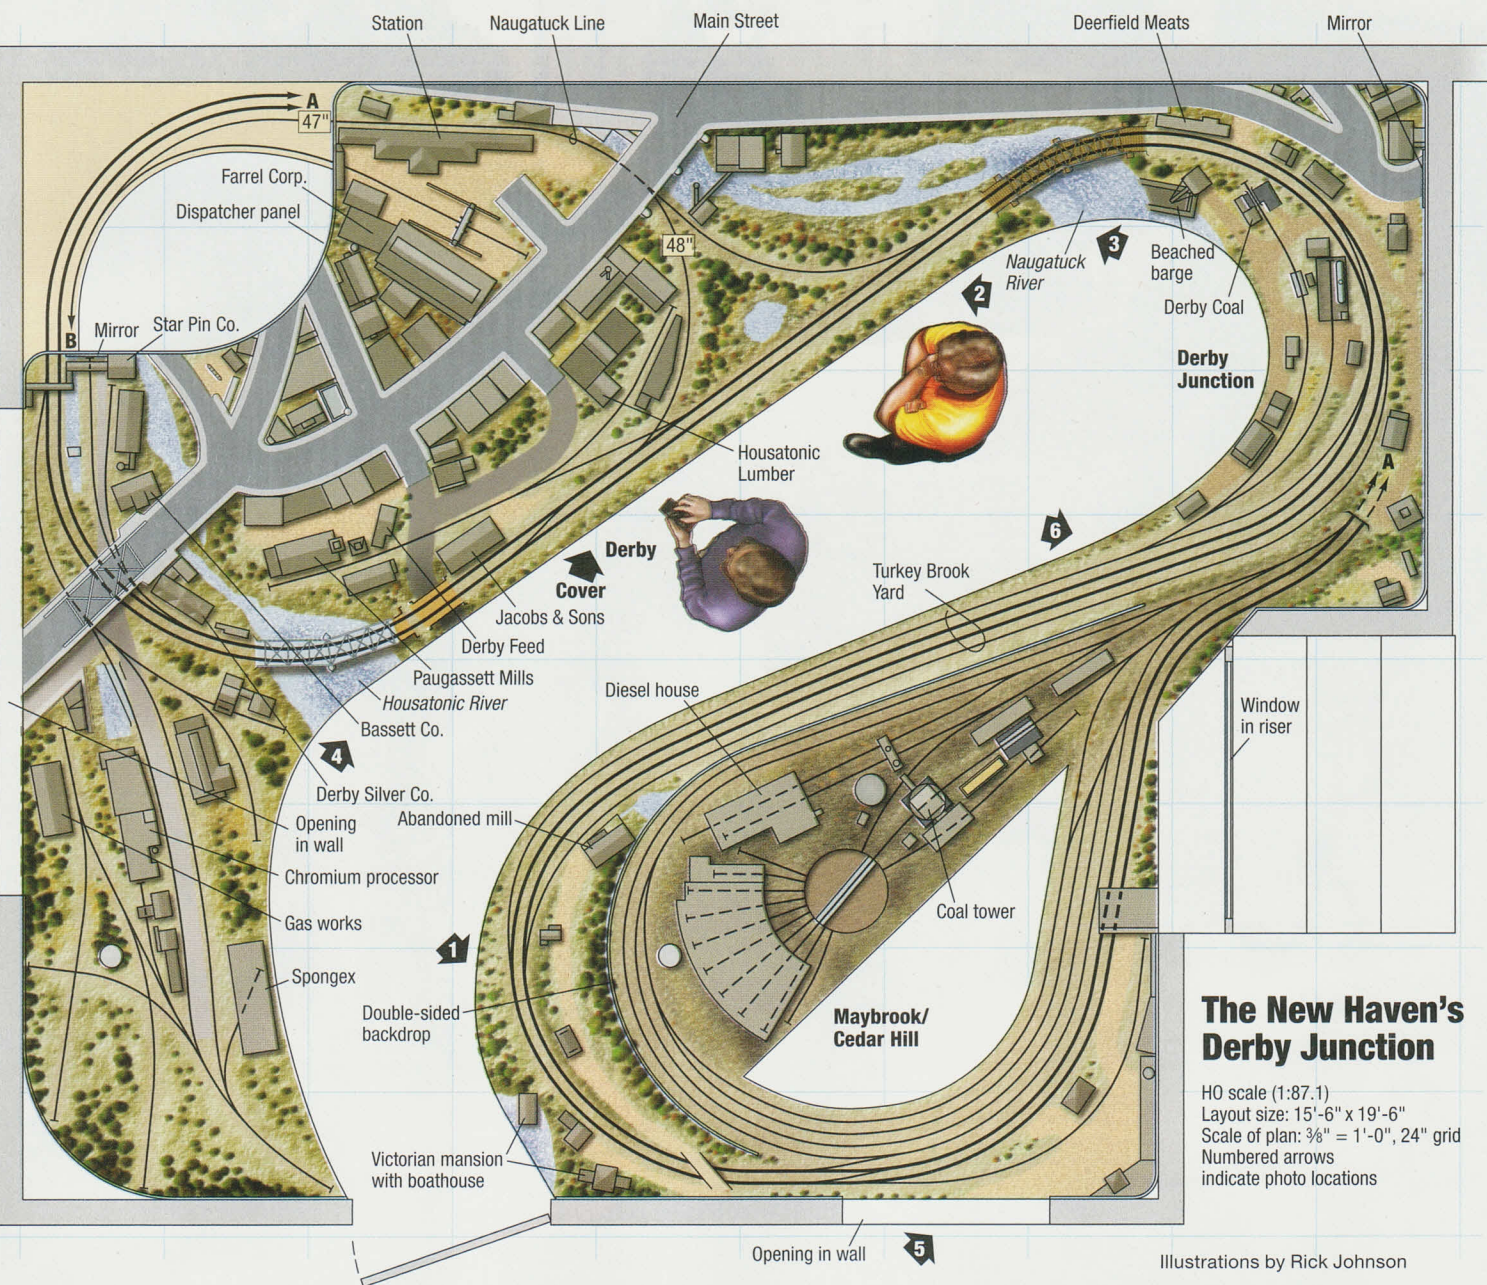 Station
Naugatuck Line
Main Street
Deerfield Meats
Mirror
A
47"
Farrel Corp.
Dispatcher panel
B
Mirror
Star Pin Co.
48"
Naugatuck
River
3
2
Beached
barge
Derby Coal
Derby
Junction
A
Housatonic
Lumber
6
Derby
Cover
Turkey Brook
Yard
Jacobs & Sons
Derby Feed
Paugassett Mills
Housatonic River
Bassett Co.
4
Derby Silver Co.
Opening
in wall
Diesel house
Abandoned mill
Window
in riser
Chromium processor
Gas works
Coal tower
1
Spongex
Double-sided
backdrop
Maybrook/
Cedar Hill
The New Haven's
Derby Junction
HO scale (1:87.1)
Layout size: 15'-6" x 19'-6"
Scale of plan: ⅜" = 1'-0", 24" grid
Numbered arrows
indicate photo locations
Victorian mansion
with boathouse
Opening in wall
5
Illustrations by Rick Johnson